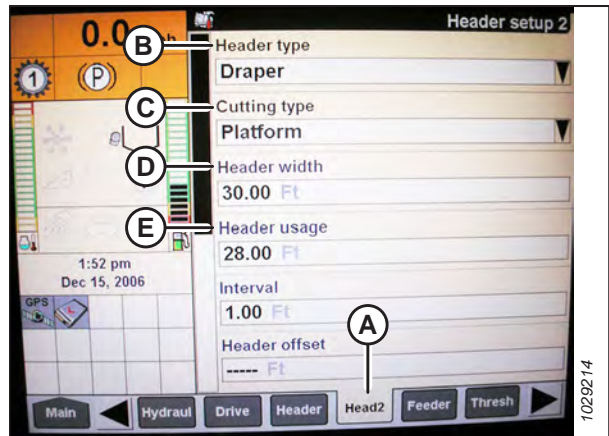 Header setup 2
0.0
B
Header type
Draper
1
(P)
C
Cutting type
Platform
D
Header width
30.00 Ft
E
Header usage
28.00 Ft
1:52 pm
Dec 15, 2006
Interval
1.00 Ft
GPS
A
Header offset
----- Ft
Main
Hydraul
Drive
Header
Head2
Feeder
Thresh
1029214